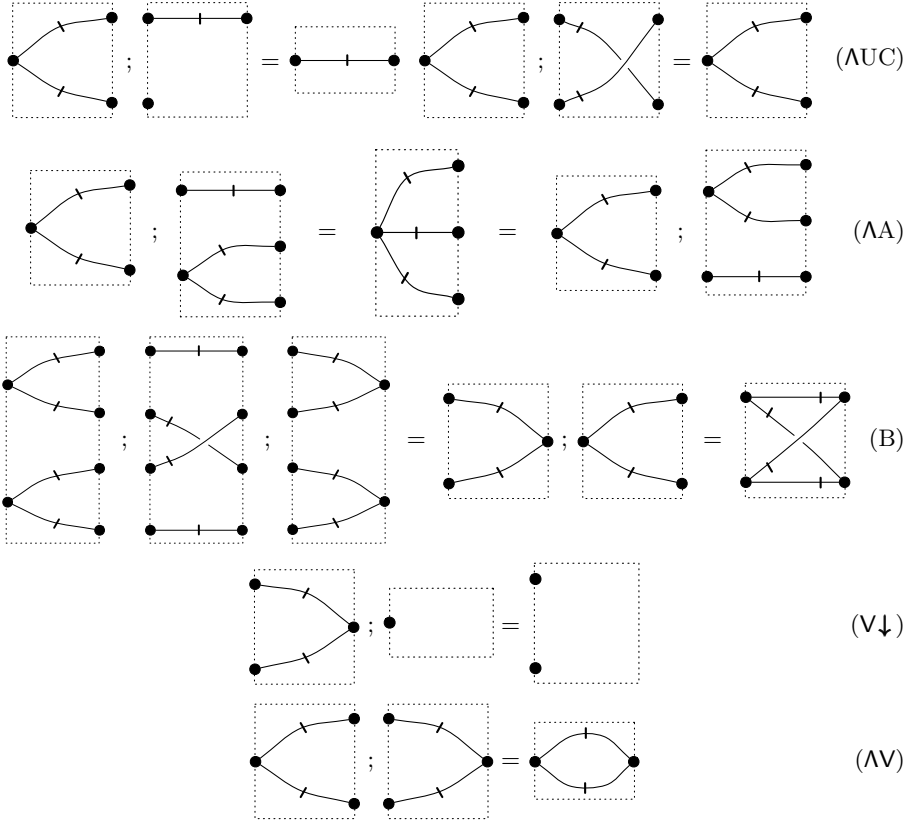 ; = ; = (ΛUC)
; = = ; (ΛA)
; ; = ; = (B)
; = (V↓)
; = (ΛV)